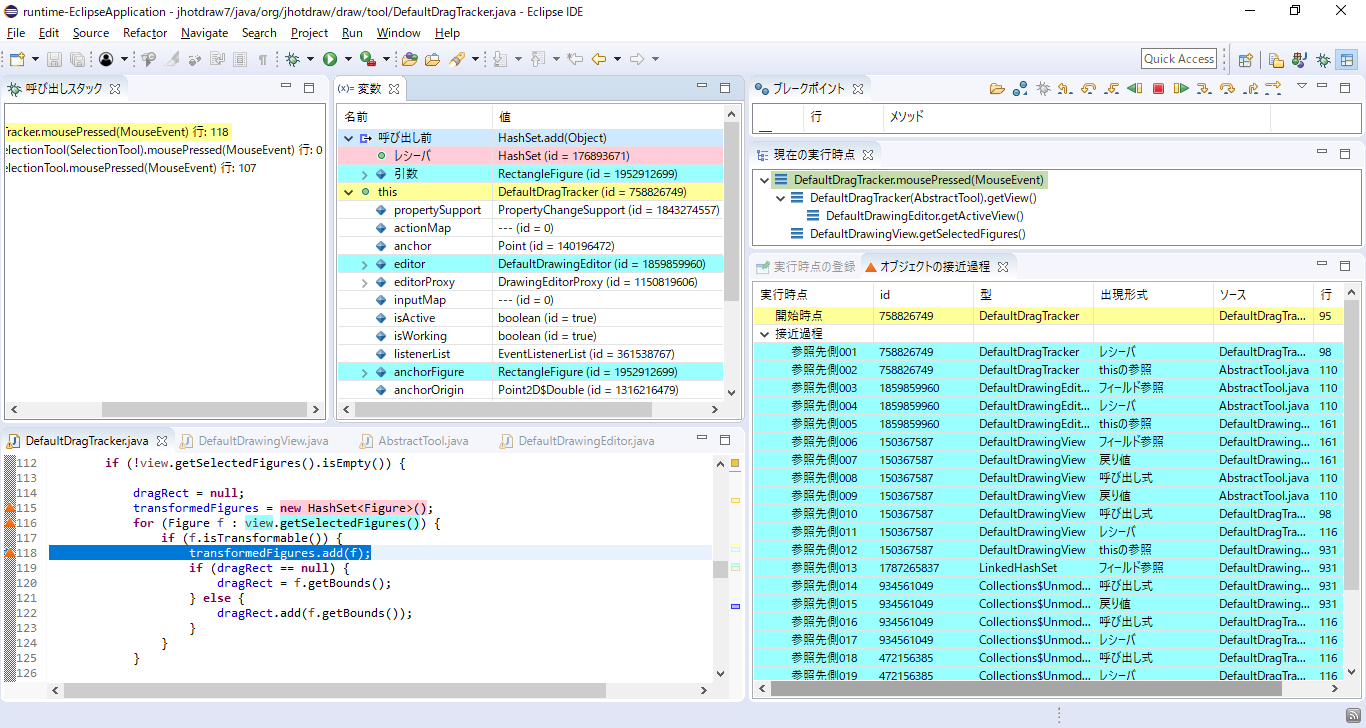 runtime-EclipseApplication - jhotdraw7/java/org/jhotdraw/draw/tool/DefaultDragTracker.java - Eclipse IDE
File Edit Source Refactor Navigate Search Project Run Window Help
Quick Access
呼び出しスタック
Tracker.mousePressed(MouseEvent) 行: 118
electionTool(SelectionTool).mousePressed(MouseEvent) 行: 0
electionTool.mousePressed(MouseEvent) 行: 107
(x)= 変数
名前 値
呼び出し前 HashSet.add(Object)
レシーバ HashSet (id = 176893671)
引数 RectangleFigure (id = 1952912699)
this DefaultDragTracker (id = 758826749)
propertySupport PropertyChangeSupport (id = 1843274557)
actionMap --- (id = 0)
anchor Point (id = 140196472)
editor DefaultDrawingEditor (id = 1859859960)
editorProxy DrawingEditorProxy (id = 1150819606)
inputMap --- (id = 0)
isActive boolean (id = true)
isWorking boolean (id = true)
listenerList EventListenerList (id = 361538767)
anchorFigure RectangleFigure (id = 1952912699)
anchorOrigin Point2D$Double (id = 1316216479)
ブレークポイント
行 メソッド
現在の実行時点
DefaultDragTracker.mousePressed(MouseEvent)
DefaultDragTracker(AbstractTool).getView()
DefaultDrawingEditor.getActiveView()
DefaultDrawingView.getSelectedFigures()
実行時点の登録 オブジェクトの接近過程
実行時点 id 型 出現形式 ソース 行
開始時点 758826749 DefaultDragTracker DefaultDragTra... 95
接近過程
参照先側001 758826749 DefaultDragTracker レシーバ DefaultDragTra... 98
参照先側002 758826749 DefaultDragTracker thisの参照 AbstractTool.java 110
参照先側003 1859859960 DefaultDrawingEdit... フィールド参照 AbstractTool.java 110
参照先側004 1859859960 DefaultDrawingEdit... レシーバ AbstractTool.java 110
参照先側005 1859859960 DefaultDrawingEdit... thisの参照 DefaultDrawing... 161
参照先側006 150367587 DefaultDrawingView フィールド参照 DefaultDrawing... 161
参照先側007 150367587 DefaultDrawingView 戻り値 DefaultDrawing... 161
参照先側008 150367587 DefaultDrawingView 呼び出し式 AbstractTool.java 110
参照先側009 150367587 DefaultDrawingView 戻り値 AbstractTool.java 110
参照先側010 150367587 DefaultDrawingView 呼び出し式 DefaultDragTra... 98
参照先側011 150367587 DefaultDrawingView レシーバ DefaultDragTra... 116
参照先側012 150367587 DefaultDrawingView thisの参照 DefaultDrawing... 931
参照先側013 1787265837 LinkedHashSet フィールド参照 DefaultDrawing... 931
参照先側014 934561049 Collections$Unmod... 呼び出し式 DefaultDrawing... 931
参照先側015 934561049 Collections$Unmod... 戻り値 DefaultDrawing... 931
参照先側016 934561049 Collections$Unmod... 呼び出し式 DefaultDragTra... 116
参照先側017 934561049 Collections$Unmod... レシーバ DefaultDragTra... 116
参照先側018 472156385 Collections$Unmod... 呼び出し式 DefaultDragTra... 116
参照先側019 472156385 Collections$Unmod... レシーバ DefaultDragTra... 116
DefaultDragTracker.java DefaultDrawingView.java AbstractTool.java DefaultDrawingEditor.java
112 if (!view.getSelectedFigures().isEmpty()) {
113
114 dragRect = null;
115 transformedFigures = new HashSet<Figure>();
116 for (Figure f : view.getSelectedFigures()) {
117 if (f.isTransformable()) {
118 transformedFigures.add(f);
119 if (dragRect == null) {
120 dragRect = f.getBounds();
121 } else {
122 dragRect.add(f.getBounds());
123 }
124 }
125 }
126